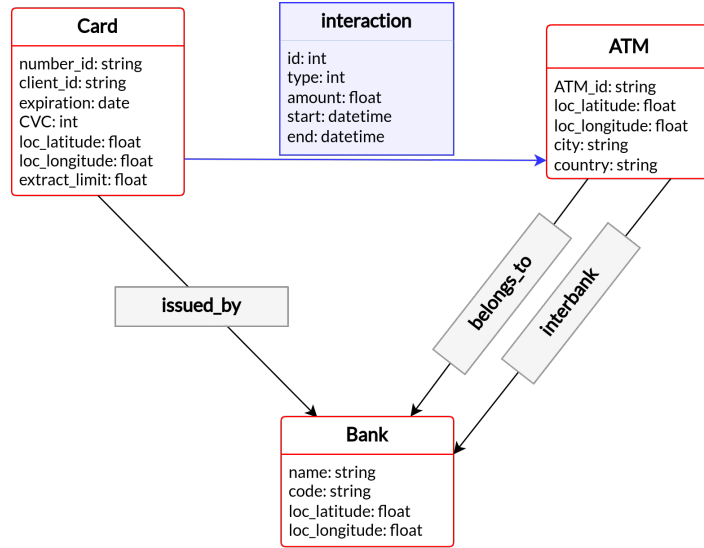 Card
number_id: string
client_id: string
expiration: date
CVC: int
loc_latitude: float
loc_longitude: float
extract_limit: float
interaction
id: int
type: int
amount: float
start: datetime
end: datetime
ATM
ATM_id: string
loc_latitude: float
loc_longitude: float
city: string
country: string
issued_by
belongs_to
interbank
Bank
name: string
code: string
loc_latitude: float
loc_longitude: float